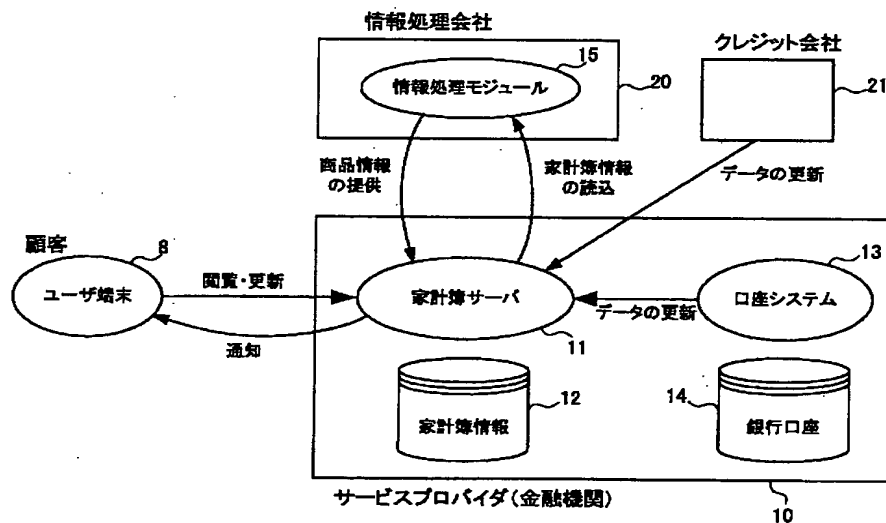 情報処理会社
15
情報処理モジュール
20
クレジット会社
21
商品情報
の提供
家計簿情報
の読込
データの更新
顧客
8
ユーザ端末
閲覧・更新
通知
家計簿サーバ
11
データの更新
13
口座システム
12
家計簿情報
14
銀行口座
サービスプロバイダ(金融機関)
10